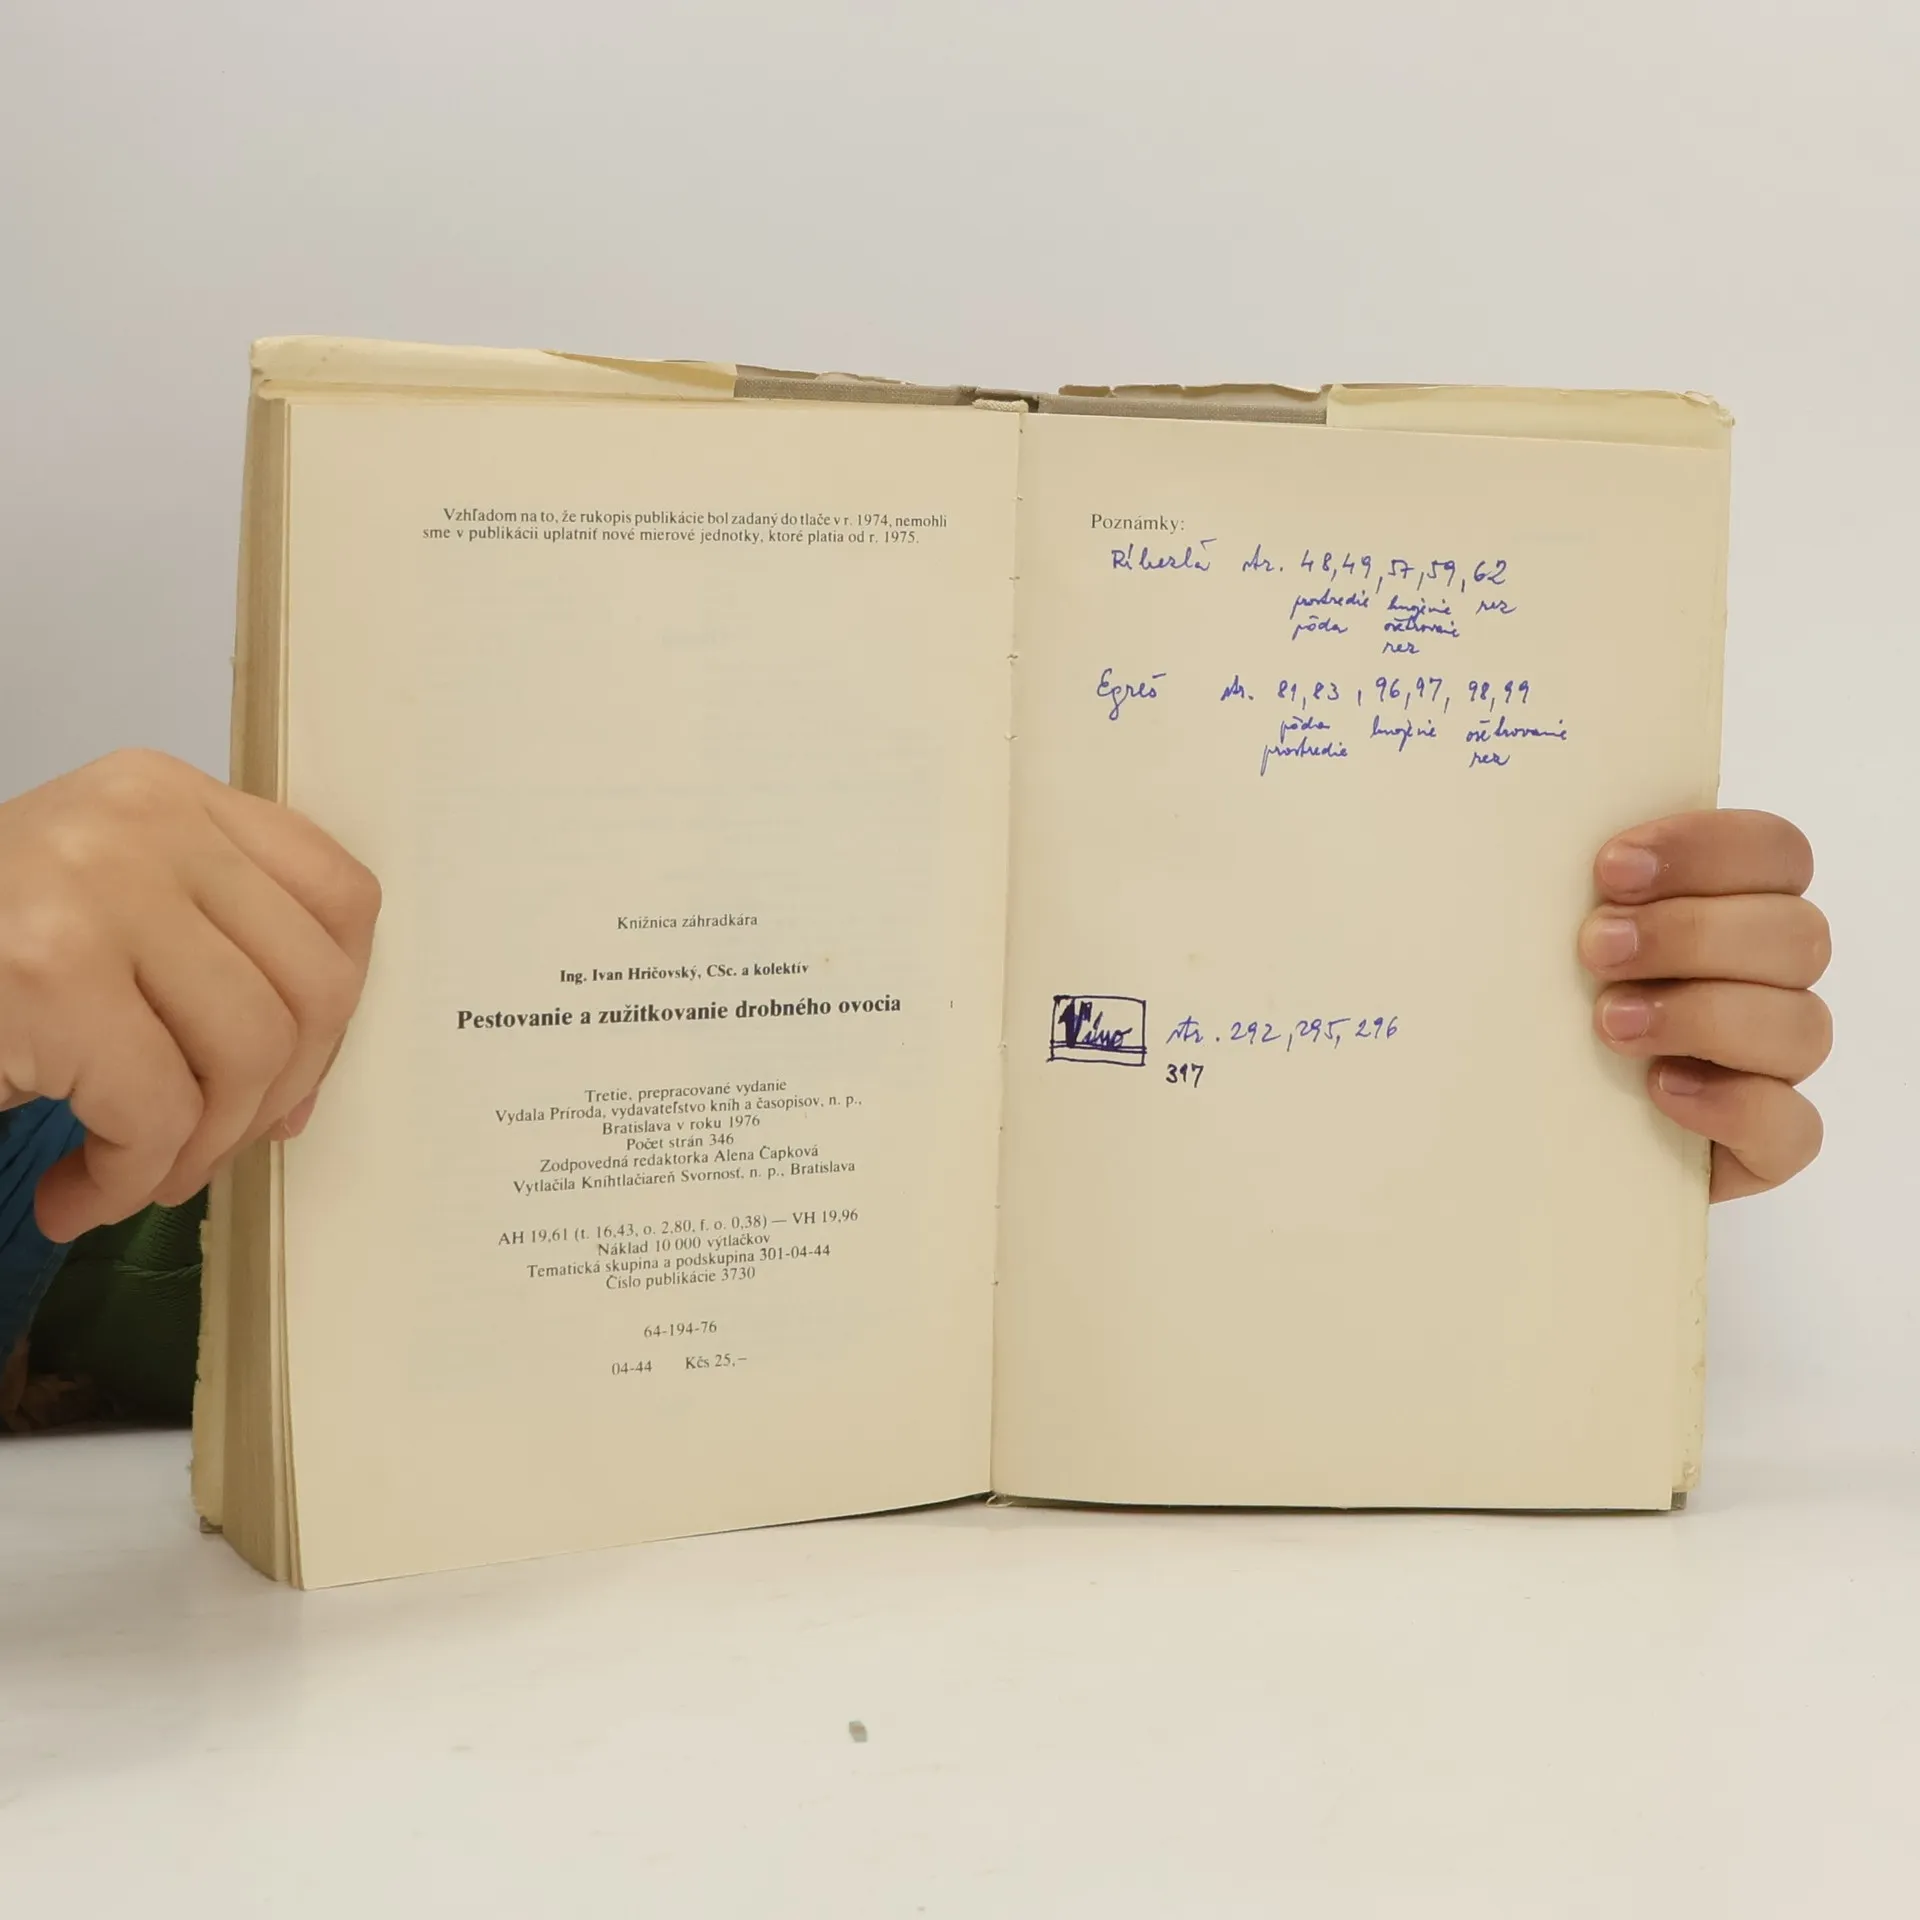 Vzhľadom na to, že rukopis publikácie bol zadaný do tlače v r. 1974, nemohli
sme v publikácii uplatniť nové mierové jednotky, ktoré platia od r. 1975.
Knižnica záhradkára
Ing. Ivan Hričovský, CSc. a kolektív
Pestovanie a zužitkovanie drobného ovocia
Tretie, prepracované vydanie
Vydala Príroda, vydavateľstvo kníh a časopisov, n. p.,
Bratislava v roku 1976
Počet strán 346
Zodpovedná redaktorka Alena Čapková
Vytlačila Kníhtlačiareň Svornosť, n. p., Bratislava
AH 19,61 (t. 16,43, o. 2,80, f. o. 0,38) — VH 19,96
Náklad 10 000 výtlačkov
Tematická skupina a podskupina 301-04-44
Číslo publikácie 3730
64-194-76
04-44 Kčs 25,–
Poznámky:
Ríbezlá str. 48,49,57,59,62
prostredie hnojenie rez
pôda ošetrovanie
rez
Egreš str. 81,83, 96,97, 98,99
pôda hnojenie ošetrovanie
prostredie rez
Víno str. 292,295,296
317